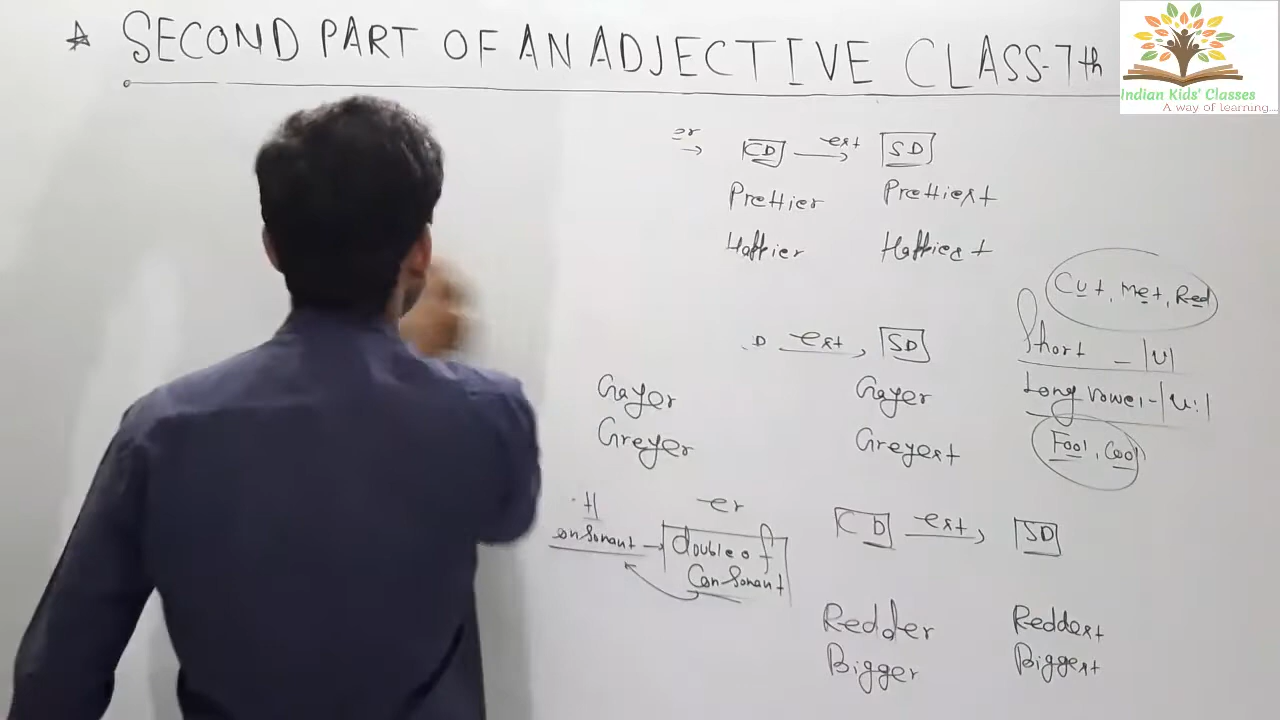 SECOND PART OF AN ADJECTIVE CLASS-7th
Indian Kids' Classes
A way of learning...
er
CD est SD
Prettier Prettiest
Happier Happiest
Cut, Met, Red
D est, SD
Short - |U|
Gayer Gayer
Long vowel - |U:|
Greyer Greyest
Fool, Cool
er
CD est, SD
consonant double of
consonant
Redder Reddest
Bigger Biggest